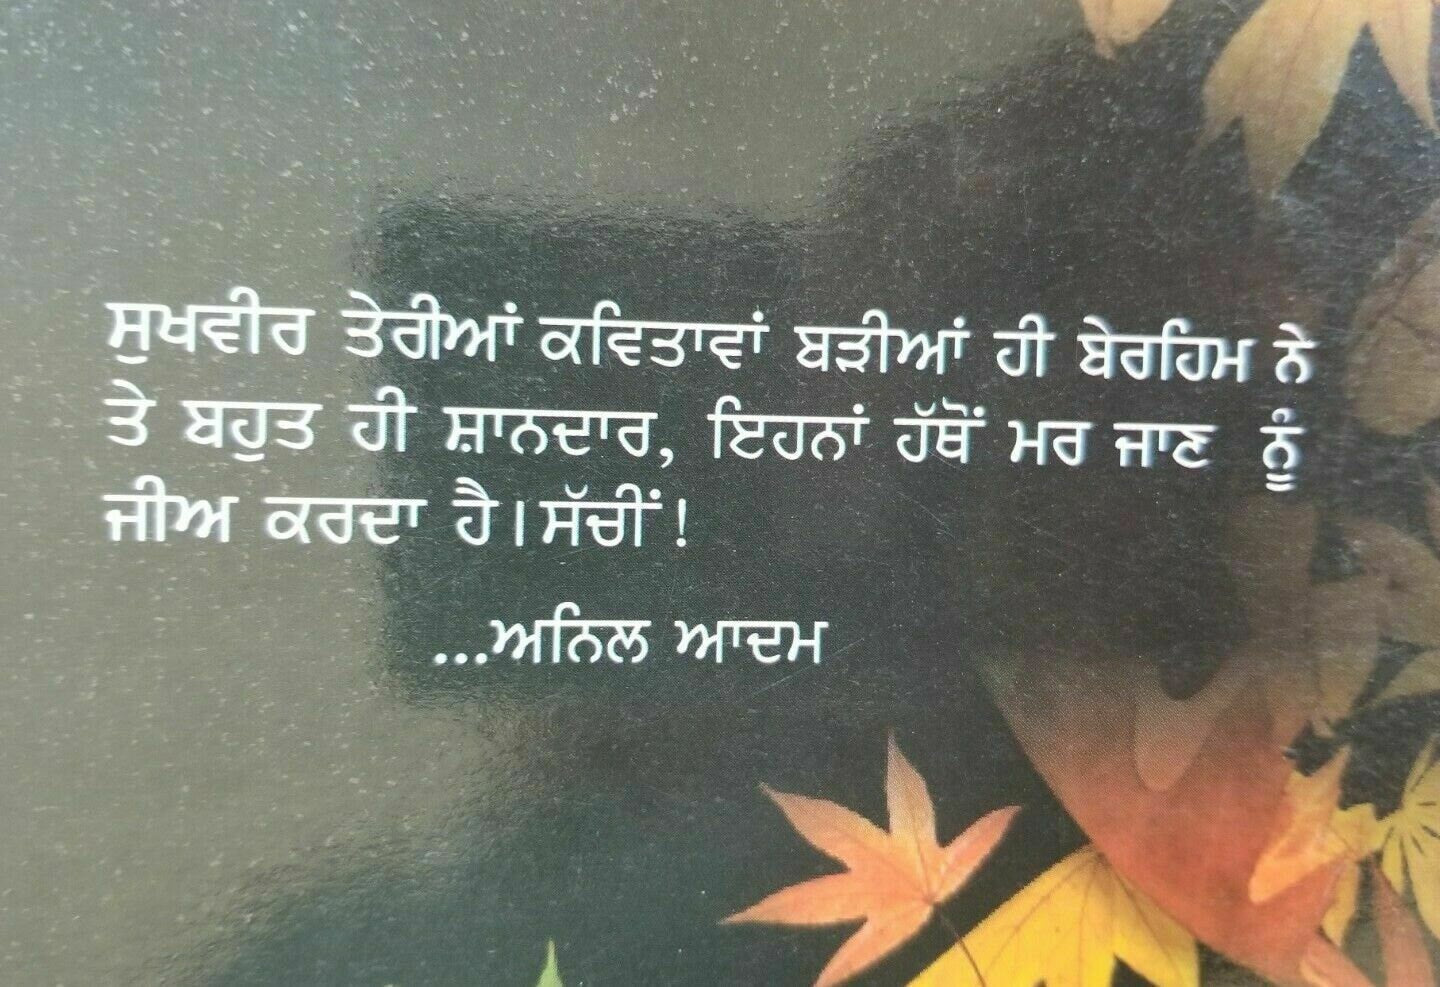 ਸੁਖਵੀਰ ਤੇਰੀਆਂ ਕਵਿਤਾਵਾਂ ਬੜੀਆਂ ਹੀ ਬੇਰਹਿਮ ਨੇ
ਤੇ ਬਹੁਤ ਹੀ ਸ਼ਾਨਦਾਰ, ਇਹਨਾਂ ਹੱਥੋਂ ਮਰ ਜਾਣ ਨੂੰ
ਜੀਅ ਕਰਦਾ ਹੈ।ਸੱਚੀਂ!
...ਅਨਿਲ ਆਦਮ